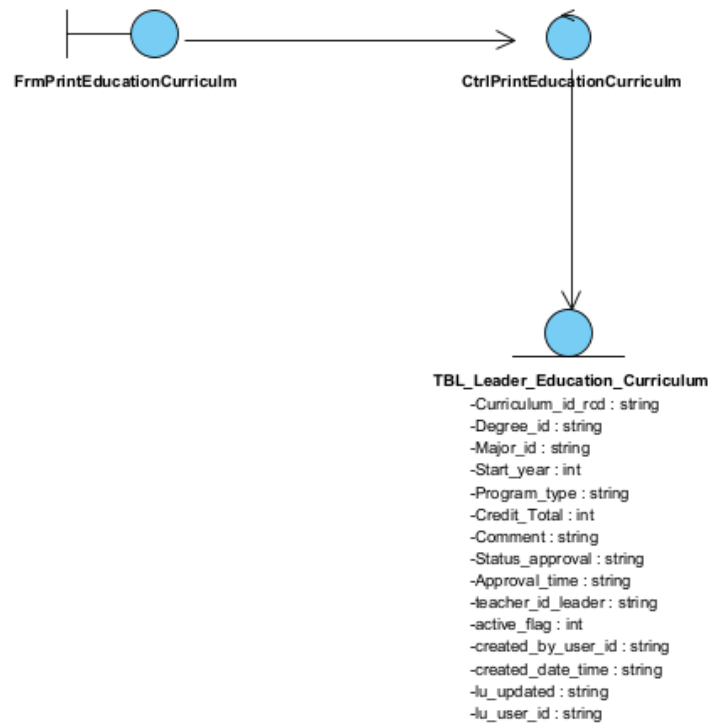 FrmPrintEducationCurriculm
CtrlPrintEducationCurriculm
TBL_Leader_Education_Curriculum
-Curriculum_id_rcd : string
-Degree_id : string
-Major_id : string
-Start_year : int
-Program_type : string
-Credit_Total : int
-Comment : string
-Status_approval : string
-Approval_time : string
-teacher_id_leader : string
-active_flag : int
-created_by_user_id : string
-created_date_time : string
-lu_updated : string
-lu_user_id : string